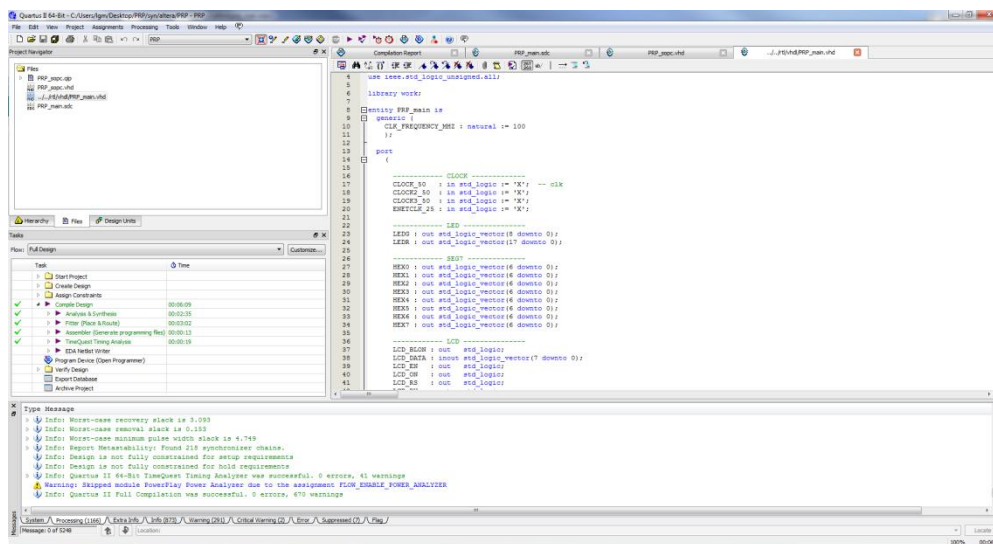 Quartus II 64-Bit - C:/Users/lgm/Desktop/PRP/syn/altera/PRP - PRP
File Edit View Project Assignments Processing Tools Window Help
PRP
Project Navigator
Compilation Report
PRP_main.sdc
PRP_sopc.vhd
../../rtl/vhdl/PRP_main.vhd
Files
PRP_sopc.qip
PRP_sopc.vhd
../../rtl/vhdl/PRP_main.vhd
PRP_main.sdc
Hierarchy Files Design Units
Tasks
Flow: Full Design Customize...
Task Time
Start Project
Create Design
Assign Constraints
Compile Design 00:06:09
Analysis & Synthesis 00:02:35
Fitter (Place & Route) 00:03:02
Assembler (Generate programming files) 00:00:13
TimeQuest Timing Analysis 00:00:19
EDA Netlist Writer
Program Device (Open Programmer)
Verify Design
Export Database
Archive Project
4 use ieee.std_logic_unsigned.all;
5
6 library work;
7
8 entity PRP_main is
9 generic (
10 CLK_FREQUENCY_MHZ : natural := 100
11 );
12
13 port
14 (
15
16 ------------ CLOCK -------------
17 CLOCK_50 : in std_logic := 'X'; -- clk
18 CLOCK2_50 : in std_logic := 'X';
19 CLOCK3_50 : in std_logic := 'X';
20 ENETCLK_25 : in std_logic := 'X';
21
22 ------------ LED -------------
23 LEDG : out std_logic_vector(8 downto 0);
24 LEDR : out std_logic_vector(17 downto 0);
25
26 ------------ SEG7 -------------
27 HEX0 : out std_logic_vector(6 downto 0);
28 HEX1 : out std_logic_vector(6 downto 0);
29 HEX2 : out std_logic_vector(6 downto 0);
30 HEX3 : out std_logic_vector(6 downto 0);
31 HEX4 : out std_logic_vector(6 downto 0);
32 HEX5 : out std_logic_vector(6 downto 0);
33 HEX6 : out std_logic_vector(6 downto 0);
34 HEX7 : out std_logic_vector(6 downto 0);
35
36 ------------ LCD -------------
37 LCD_BLON : out std_logic;
38 LCD_DATA : inout std_logic_vector(7 downto 0);
39 LCD_EN : out std_logic;
40 LCD_ON : out std_logic;
41 LCD_RS : out std_logic;
Type Message
Info: Worst-case recovery slack is 3.093
Info: Worst-case removal slack is 0.153
Info: Worst-case minimum pulse width slack is 4.749
Info: Report Metastability: Found 218 synchronizer chains.
Info: Design is not fully constrained for setup requirements
Info: Design is not fully constrained for hold requirements
Info: Quartus II 64-Bit TimeQuest Timing Analyzer was successful. 0 errors, 61 warnings
Warning: Skipped module PowerPlay Power Analyzer due to the assignment FLOW_ENABLE_POWER_ANALYZER
Info: Quartus II Full Compilation was successful. 0 errors, 670 warnings
Messages
System Processing (1166) Extra Info Info (873) Warning (291) Critical Warning (2) Error Suppressed (7) Flag
Message: 0 of 5248 Location: Locate
100% 00:06